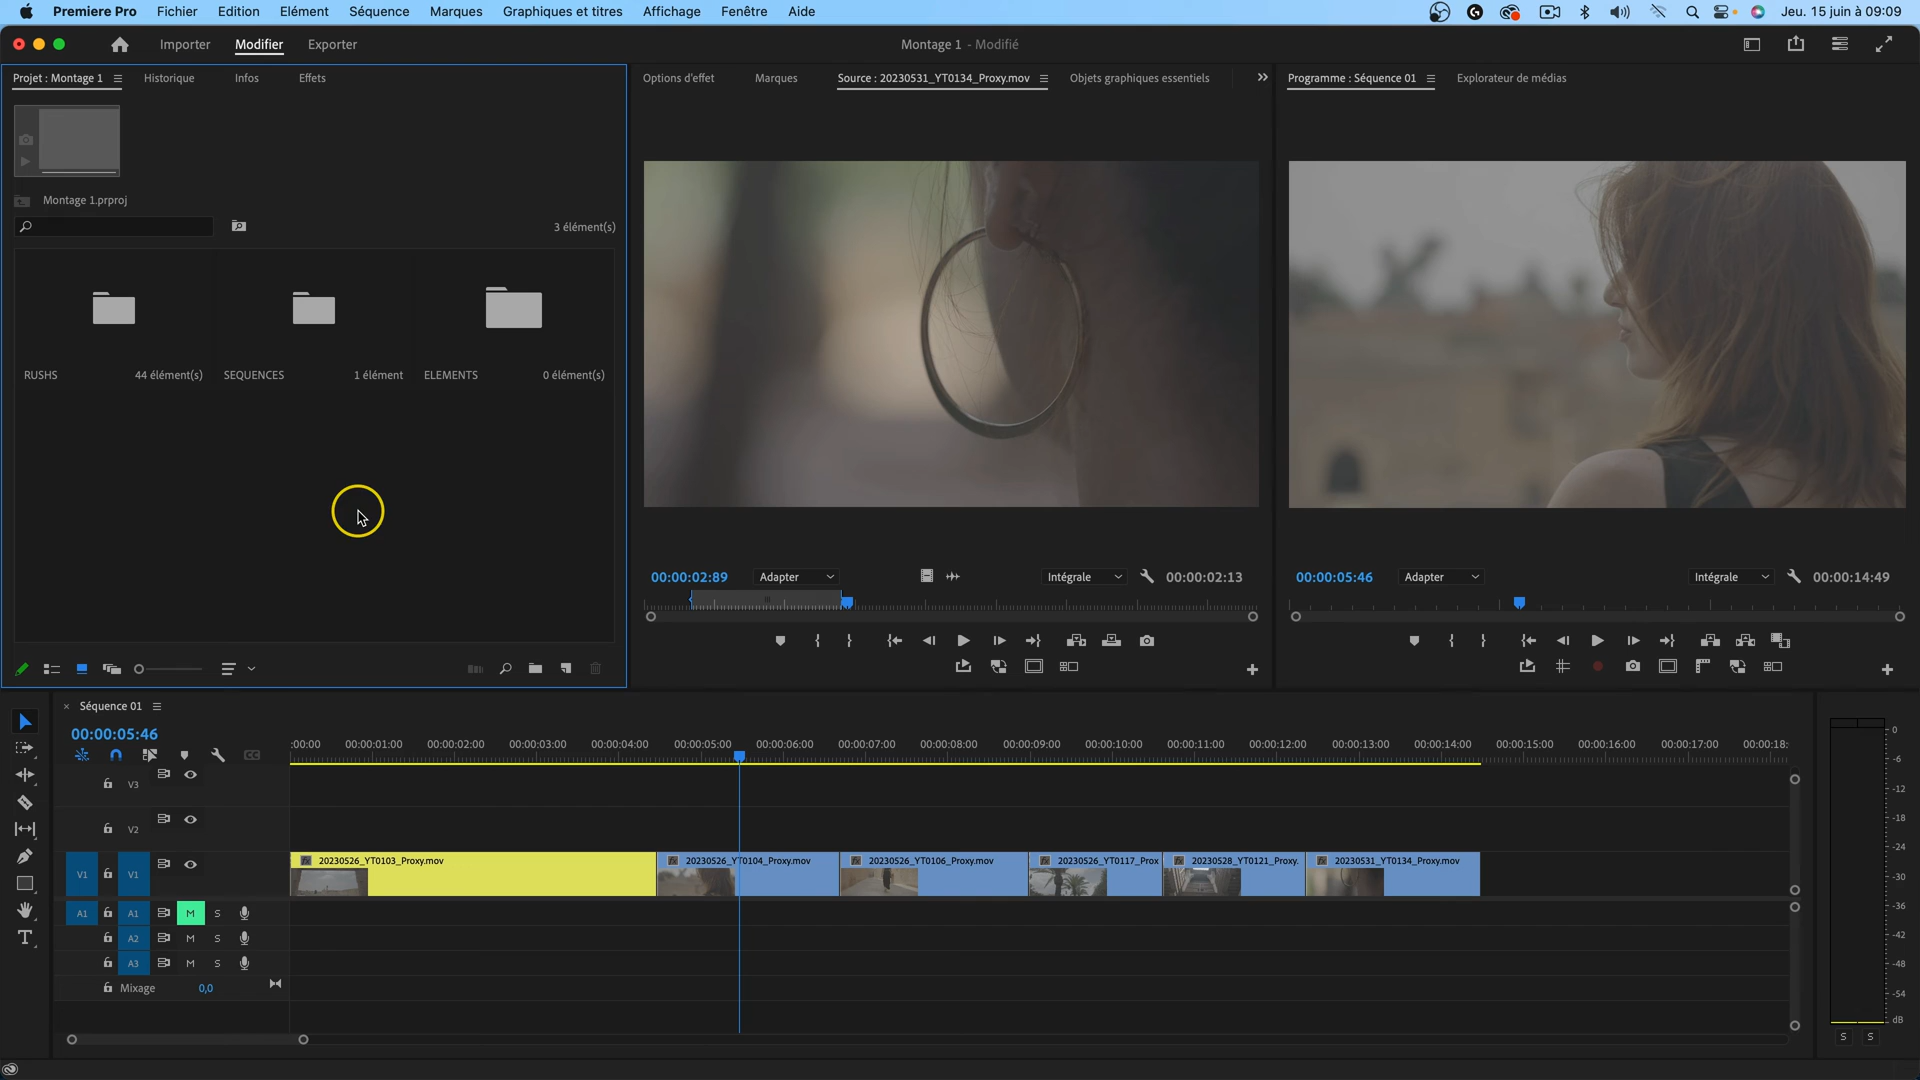 Premiere Pro Fichier Edition Elément Séquence Marques Graphiques et titres Affichage Fenêtre Aide Jeu. 15 juin à 09:09
Importer Modifier Exporter Montage 1 - Modifié
Projet : Montage 1 Historique Infos Effets Options d'effet Marques Source : 20230531_YT0134_Proxy.mov Objets graphiques essentiels Programme : Séquence 01 Explorateur de médias
Montage 1.prproj
3 élément(s)
RUSHS 44 élément(s) SEQUENCES 1 élément ELEMENTS 0 élément(s)
00:00:02:89 Adapter Intégrale 00:00:02:13 00:00:05:46 Adapter Intégrale 00:00:14:49
Séquence 01
00:00:05:46
:00:00 00:00:01:00 00:00:02:00 00:00:03:00 00:00:04:00 00:00:05:00 00:00:06:00 00:00:07:00 00:00:08:00 00:00:09:00 00:00:10:00 00:00:11:00 00:00:12:00 00:00:13:00 00:00:14:00 00:00:15:00 00:00:16:00 00:00:17:00 00:00:18:
CC
V3
V2
20230526_YT0103_Proxy.mov 20230526_YT0104_Proxy.mov 20230526_YT0106_Proxy.mov 20230526_YT0117_Prox 20230528_YT0121_Proxy. 20230531_YT0134_Proxy.mov
V1 V1
A1 A1 M S
A2 M S
A3 M S
Mixage 0,0
0
-6
-12
-18
-24
-30
-36
-42
-48
-54
dB
S S